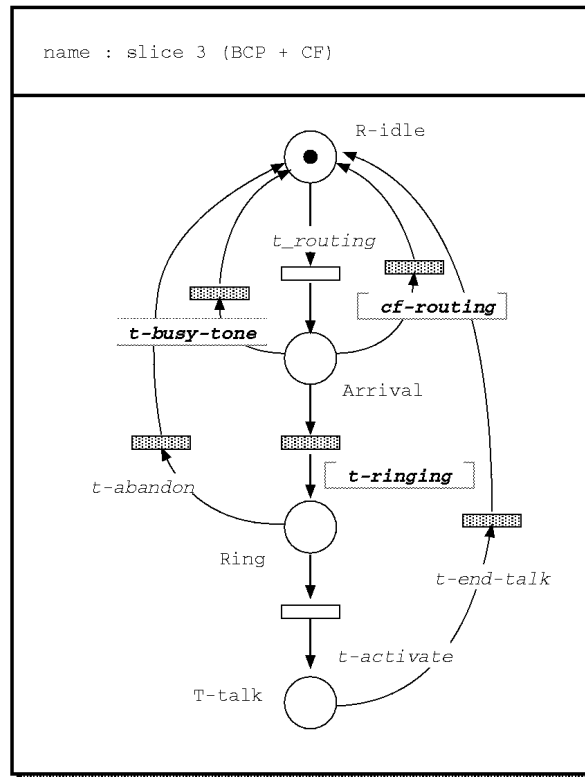 name : slice 3 (BCP + CF)
R-idle
t_routing
cf-routing
t-busy-tone
Arrival
t-ringing
t-abandon
Ring
t-end-talk
t-activate
T-talk